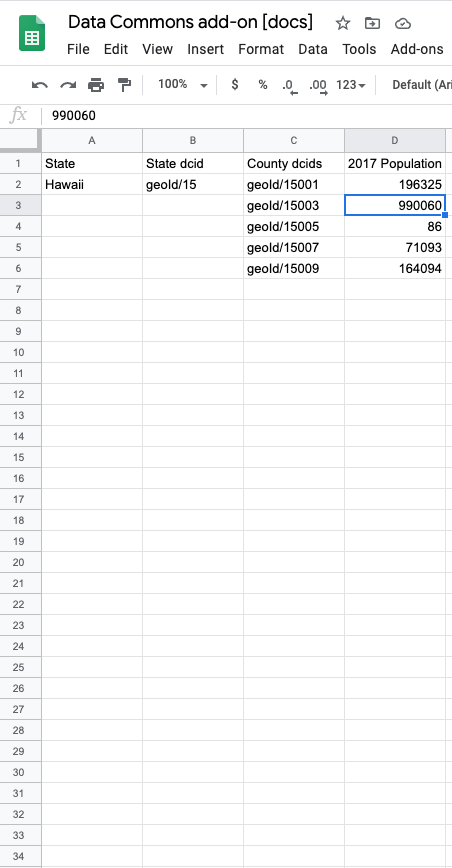 Data Commons add-on [docs]
File Edit View Insert Format Data Tools Add-ons
100% $ % .0 .00 123 Default (Ari
fx 990060
A B C D
1 State State dcid County dcids 2017 Population
2 Hawaii geoId/15 geoId/15001 196325
3 geoId/15003 990060
4 geoId/15005 86
5 geoId/15007 71093
6 geoId/15009 164094
7
8
9
10
11
12
13
14
15
16
17
18
19
20
21
22
23
24
25
26
27
28
29
30
31
32
33
34